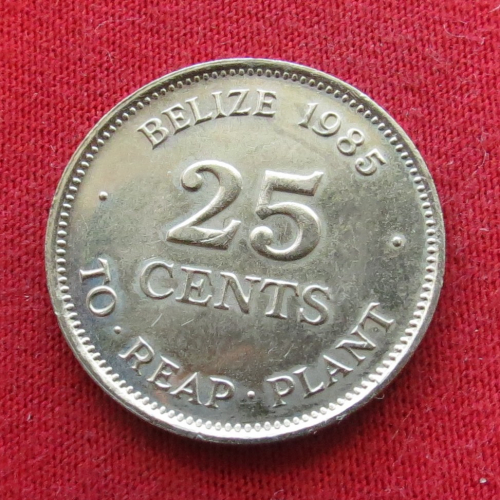 BELIZE 1985
25
CENTS
TO · REAP · PLANT